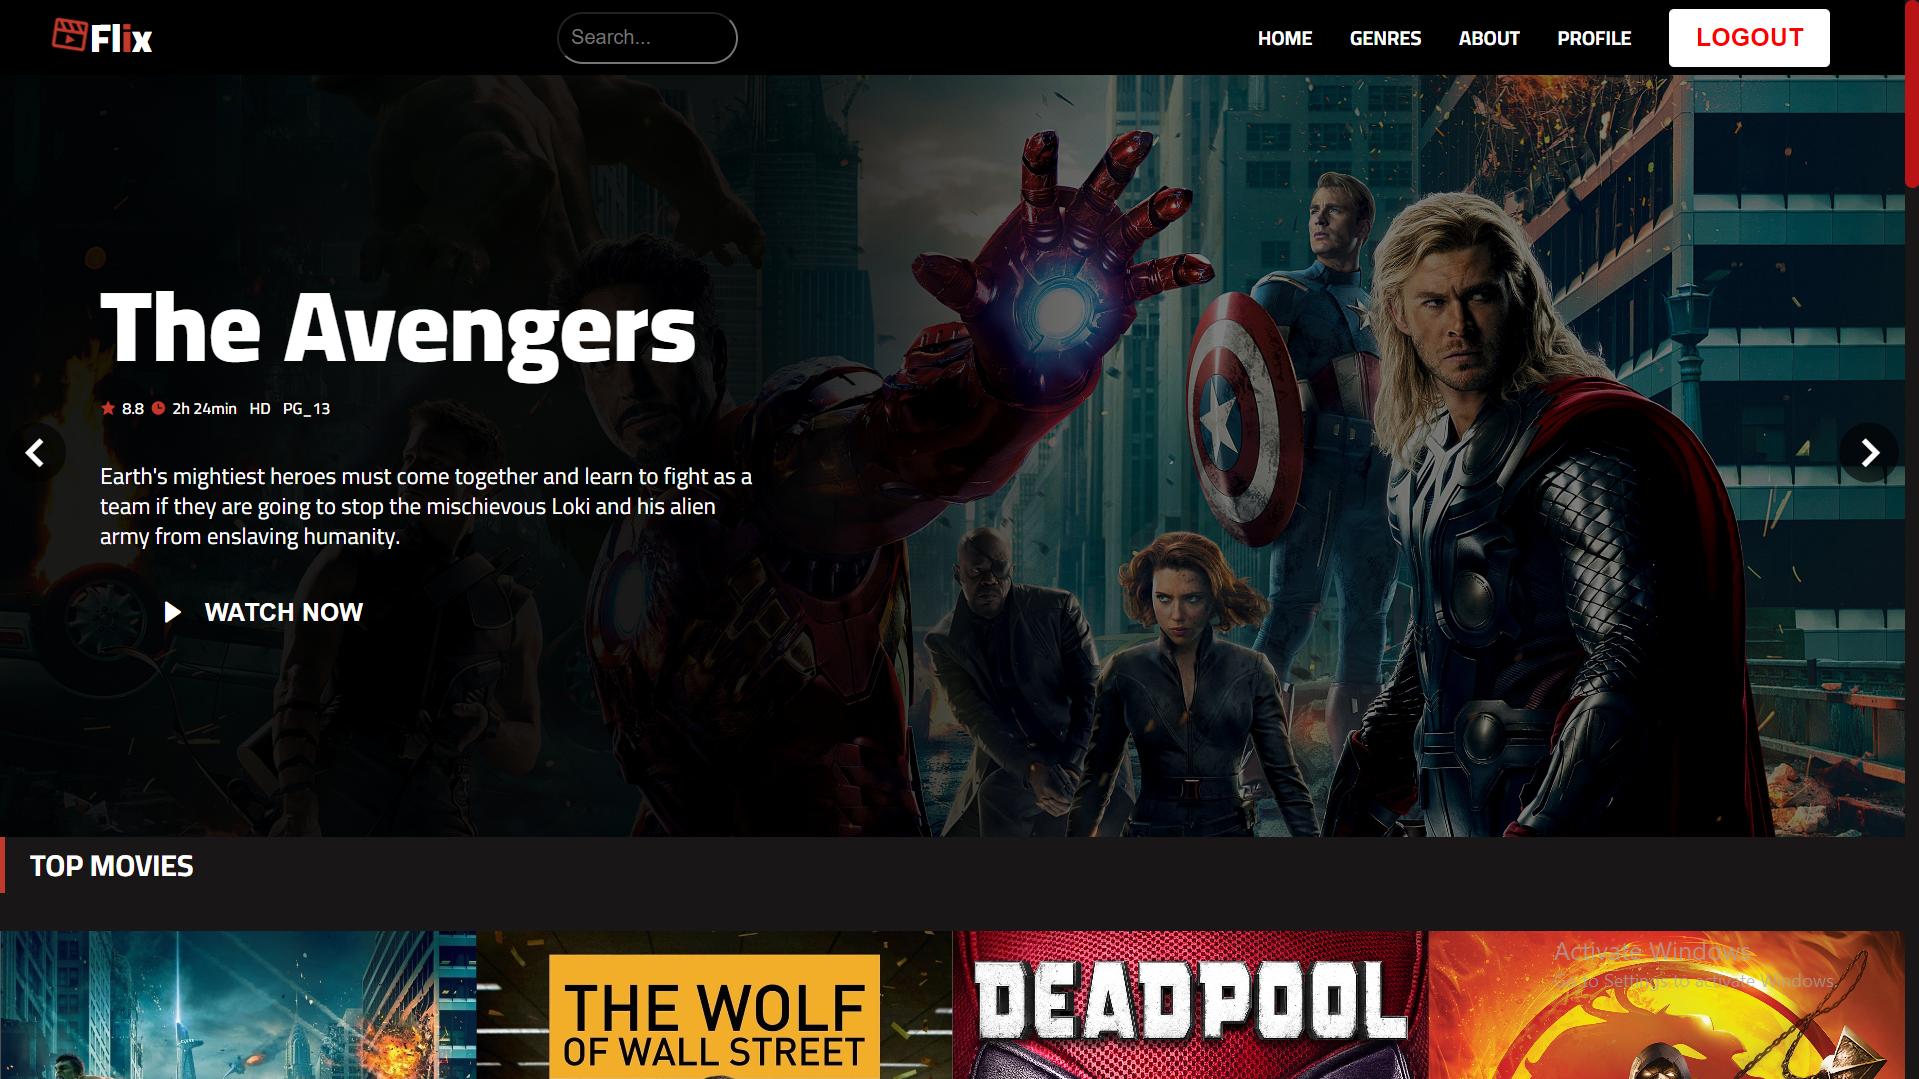 Flix
Search...
HOME
GENRES
ABOUT
PROFILE
LOGOUT
The Avengers
8.8 2h 24min HD PG_13
Earth's mightiest heroes must come together and learn to fight as a
team if they are going to stop the mischievous Loki and his alien
army from enslaving humanity.
WATCH NOW
TOP MOVIES
THE WOLF
OF WALL STREET
DEADPOOL
Activate Windows
Go to Settings to activate Windows.